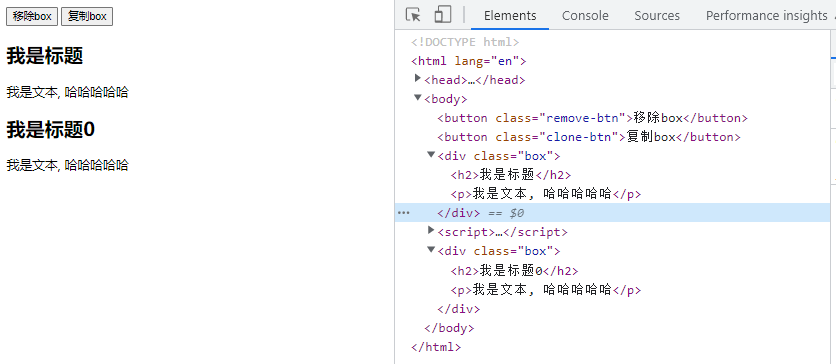 移除box 复制box
我是标题
我是文本, 哈哈哈哈哈
我是标题0
我是文本, 哈哈哈哈哈
Elements Console Sources Performance insights
<!DOCTYPE html>
<html lang="en">
<head>…</head>
<body>
<button class="remove-btn">移除box</button>
<button class="clone-btn">复制box</button>
<div class="box">
<h2>我是标题</h2>
<p>我是文本, 哈哈哈哈哈</p>
</div> == $0
<script>…</script>
<div class="box">
<h2>我是标题0</h2>
<p>我是文本, 哈哈哈哈哈</p>
</div>
</body>
</html>